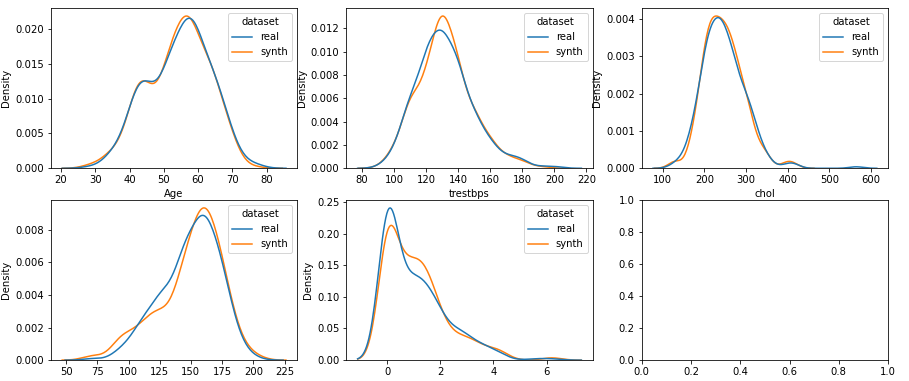 dataset
real
synth
Density
0.020
0.015
0.010
0.005
0.000
20 30 40 50 60 70 80
Age
dataset
real
synth
Density
0.012
0.010
0.008
0.006
0.004
0.002
0.000
80 100 120 140 160 180 200 220
trestbps
dataset
real
synth
Density
0.004
0.003
0.002
0.001
0.000
100 200 300 400 500 600
chol
dataset
real
synth
Density
0.008
0.006
0.004
0.002
0.000
50 75 100 125 150 175 200 225
dataset
real
synth
Density
0.25
0.20
0.15
0.10
0.05
0.00
0 2 4 6
1.0
0.8
0.6
0.4
0.2
0.0
0.0 0.2 0.4 0.6 0.8 1.0